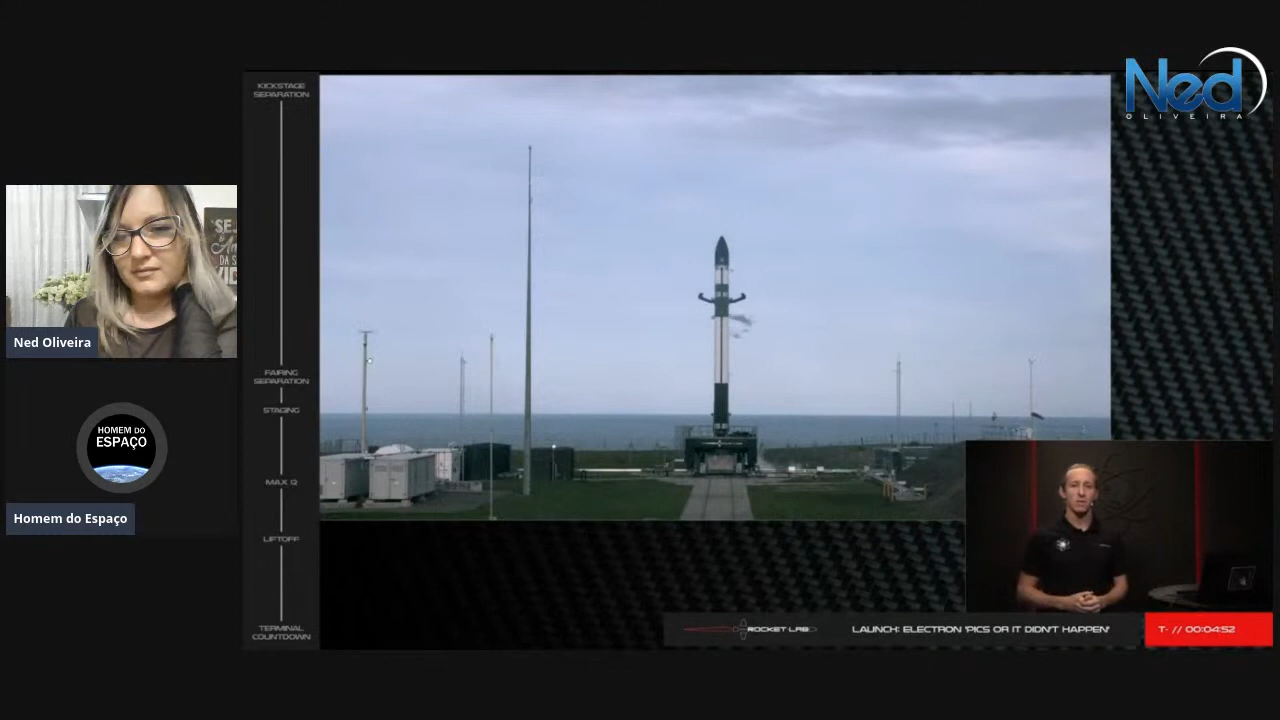 KICKSTAGE
SEPARATION
Ned
OLIVEIRA
Ned Oliveira
HOMEM DO
ESPAÇO
Homem do Espaço
FAIRING
SEPARATION
STAGING
MAX Q
LIFTOFF
TERMINAL
COUNTDOWN
ROCKET LAB
LAUNCH: ELECTRON 'PICS OR IT DIDN'T HAPPEN'
T- // 00:04:52